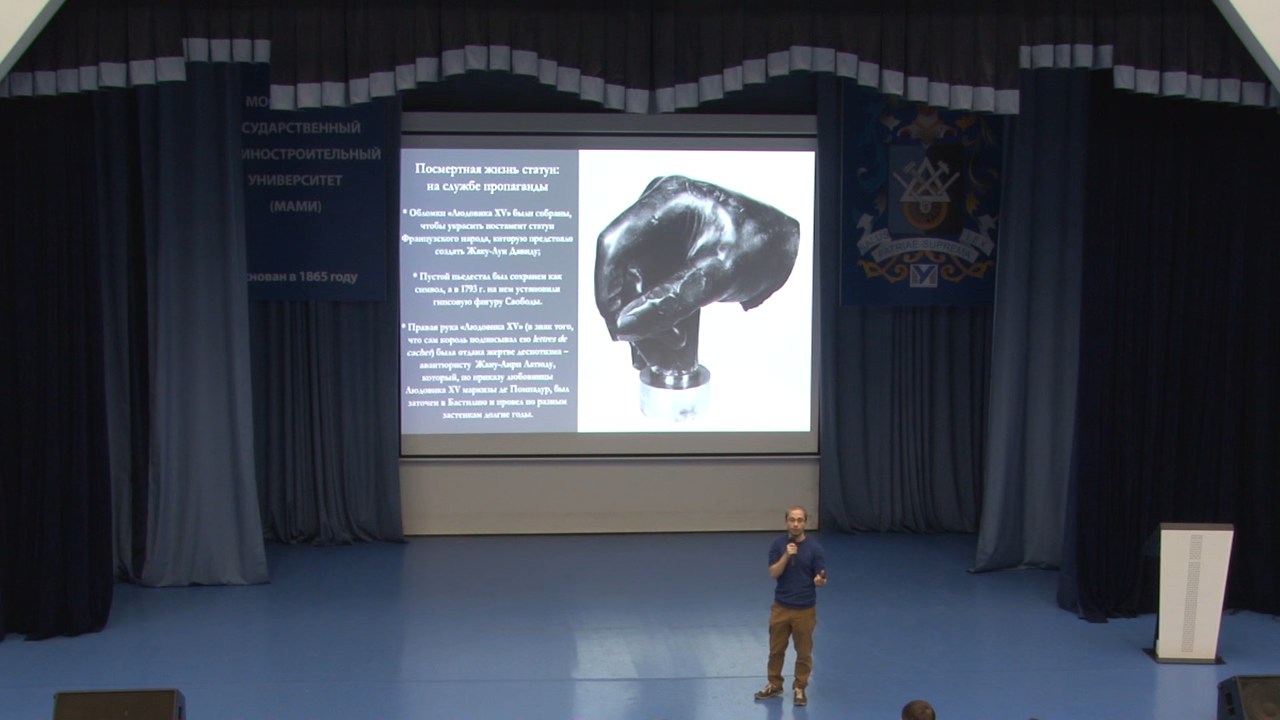 МО
СУДАРСТВЕННЫЙ
ИНОСТРОИТЕЛЬНЫЙ
УНИВЕРСИТЕТ
(МАМИ)
нован в 1865 году
Посмертная жизнь статуи:
на службе пропаганды
* Обломки «Людовика XV» были собраны,
чтобы украсить постамент статуи
Французского народа, которую предстояло
создать Жаку-Луи Давиду;
* Пустой пьедестал был сохранен как
символ, а в 1793 г. на нем установили
гипсовую фигуру Свободы.
* Правая рука «Людовика XV» (в знак того,
что сам король подписывал ею lettres de
cachet) была отдана жертве деспотизма –
авантюристу Жану-Анри Латюду,
который, по приказу любовницы
Людовика XV маркизы де Помпадур, был
заточен в Бастилию и провел по разным
застенкам долгие годы.
PATRIAE SUPREMA